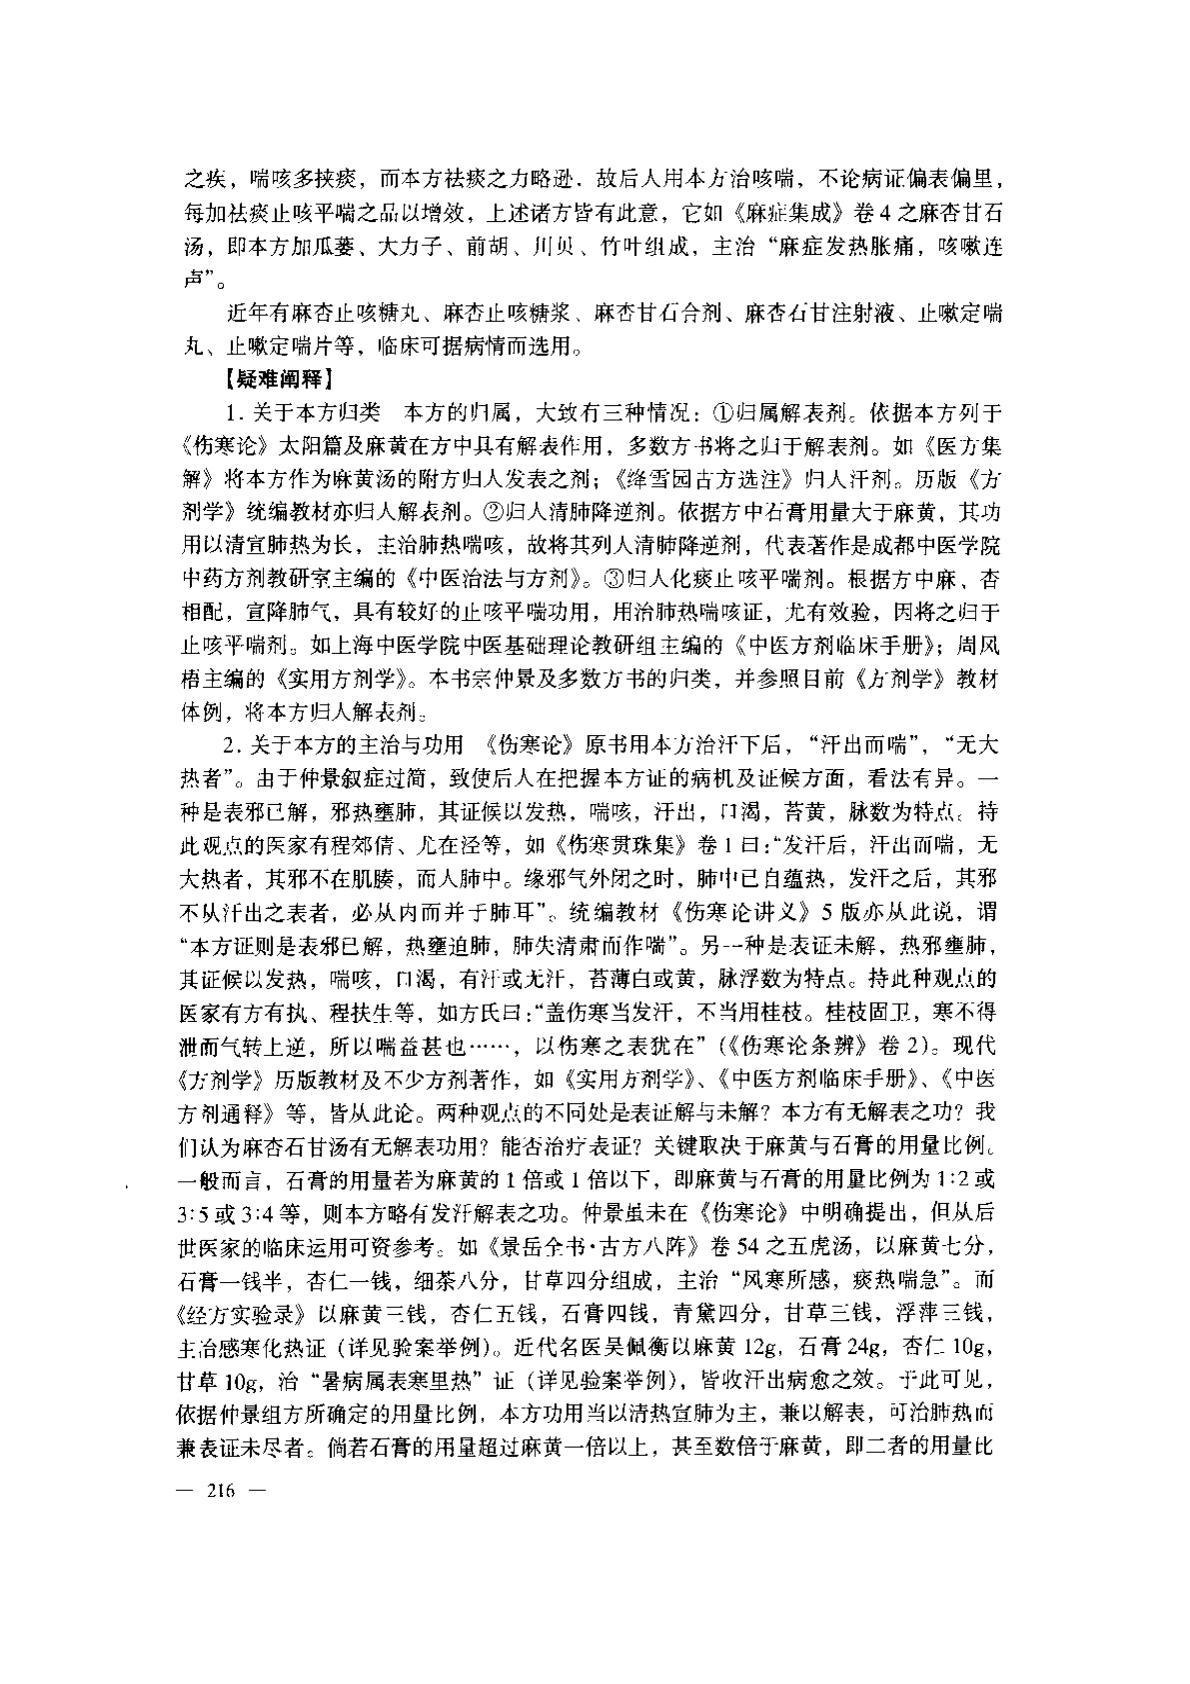 之疾，喘咳多挟痰，而本方祛痰之力略逊．故后人用本方治咳喘，不论病证偏表偏里，
每加祛痰止咳平喘之品以增效，上述诸方皆有此意，它如《麻症集成》卷 4 之麻杏甘石
汤，即本方加瓜蒌、大力子、前胡、川贝、竹叶组成，主治“麻症发热胀痛，咳嗽连
声”。
近年有麻杏止咳糖丸、麻杏止咳糖浆、麻杏甘石合剂、麻杏石甘注射液、止嗽定喘
丸、止嗽定喘片等，临床可据病情而选用。
【疑难阐释】
1. 关于本方归类　本方的归属，大致有三种情况：①归属解表剂。依据本方列于
《伤寒论》太阳篇及麻黄在方中具有解表作用，多数方书将之归于解表剂。如《医方集
解》将本方作为麻黄汤的附方归人发表之剂；《绛雪园古方选注》归人汗剂。历版《方
剂学》统编教材亦归人解表剂。②归人清肺降逆剂。依据方中石膏用量大于麻黄，其功
用以清宣肺热为长，主治肺热喘咳，故将其列人清肺降逆剂，代表著作是成都中医学院
中药方剂教研室主编的《中医治法与方剂》。③归人化痰止咳平喘剂。根据方中麻、杏
相配，宣降肺气，具有较好的止咳平喘功用，用治肺热喘咳证，尤有效验，因将之归于
止咳平喘剂。如上海中医学院中医基础理论教研组主编的《中医方剂临床手册》；周风
梧主编的《实用方剂学》。本书宗仲景及多数方书的归类，并参照目前《方剂学》教材
体例，将本方归人解表剂。
2. 关于本方的主治与功用　《伤寒论》原书用本方治汗下后，“汗出而喘”，“无大
热者”。由于仲景叙症过简，致使后人在把握本方证的病机及证候方面，看法有异。一
种是表邪已解，邪热壅肺，其证候以发热，喘咳，汗出，口渴，苔黄，脉数为特点。持
此观点的医家有程郊倩、尤在泾等，如《伤寒贯珠集》卷 1 曰：“发汗后，汗出而喘，无
大热者，其邪不在肌腠，而人肺中。缘邪气外闭之时，肺中已自蕴热，发汗之后，其邪
不从汗出之表者，必从内而并于肺耳”。统编教材《伤寒论讲义》5 版亦从此说，谓
“本方证则是表邪已解，热壅迫肺，肺失清肃而作喘”。另一种是表证未解，热邪壅肺，
其证候以发热，喘咳，口渴，有汗或无汗，苔薄白或黄，脉浮数为特点。持此种观点的
医家有方有执、程扶生等，如方氏曰：“盖伤寒当发汗，不当用桂枝。桂枝固卫，寒不得
泄而气转上逆，所以喘益甚也……，以伤寒之表犹在”（《伤寒论条辨》卷 2）。现代
《方剂学》历版教材及不少方剂著作，如《实用方剂学》、《中医方剂临床手册》、《中医
方剂通释》等，皆从此论。两种观点的不同处是表证解与未解？本方有无解表之功？我
们认为麻杏石甘汤有无解表功用？能否治疗表证？关键取决于麻黄与石膏的用量比例。
一般而言，石膏的用量若为麻黄的 1 倍或 1 倍以下，即麻黄与石膏的用量比例为 1:2 或
3:5 或 3:4 等，则本方略有发汗解表之功。仲景虽未在《伤寒论》中明确提出，但从后
世医家的临床运用可资参考。如《景岳全书·古方八阵》卷 54 之五虎汤，以麻黄七分，
石膏一钱半，杏仁一钱，细茶八分，甘草四分组成，主治“风寒所感，痰热喘急”。而
《经方实验录》以麻黄三钱，杏仁五钱，石膏四钱，青黛四分，甘草三钱，浮萍三钱，
主治感寒化热证（详见验案举例）。近代名医吴佩衡以麻黄 12g，石膏 24g，杏仁 10g，
甘草 10g，治“暑病属表寒里热”证（详见验案举例），皆收汗出病愈之效。于此可见，
依据仲景组方所确定的用量比例，本方功用当以清热宣肺为主，兼以解表，可治肺热而
兼表证未尽者。倘若石膏的用量超过麻黄一倍以上，甚至数倍于麻黄，即二者的用量比
— 216 —